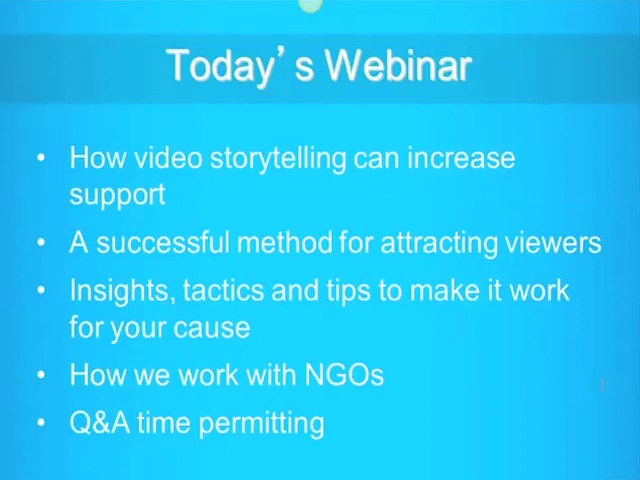 Today's Webinar
• How video storytelling can increase
support
• A successful method for attracting viewers
• Insights, tactics and tips to make it work
for your cause
• How we work with NGOs
• Q&A time permitting